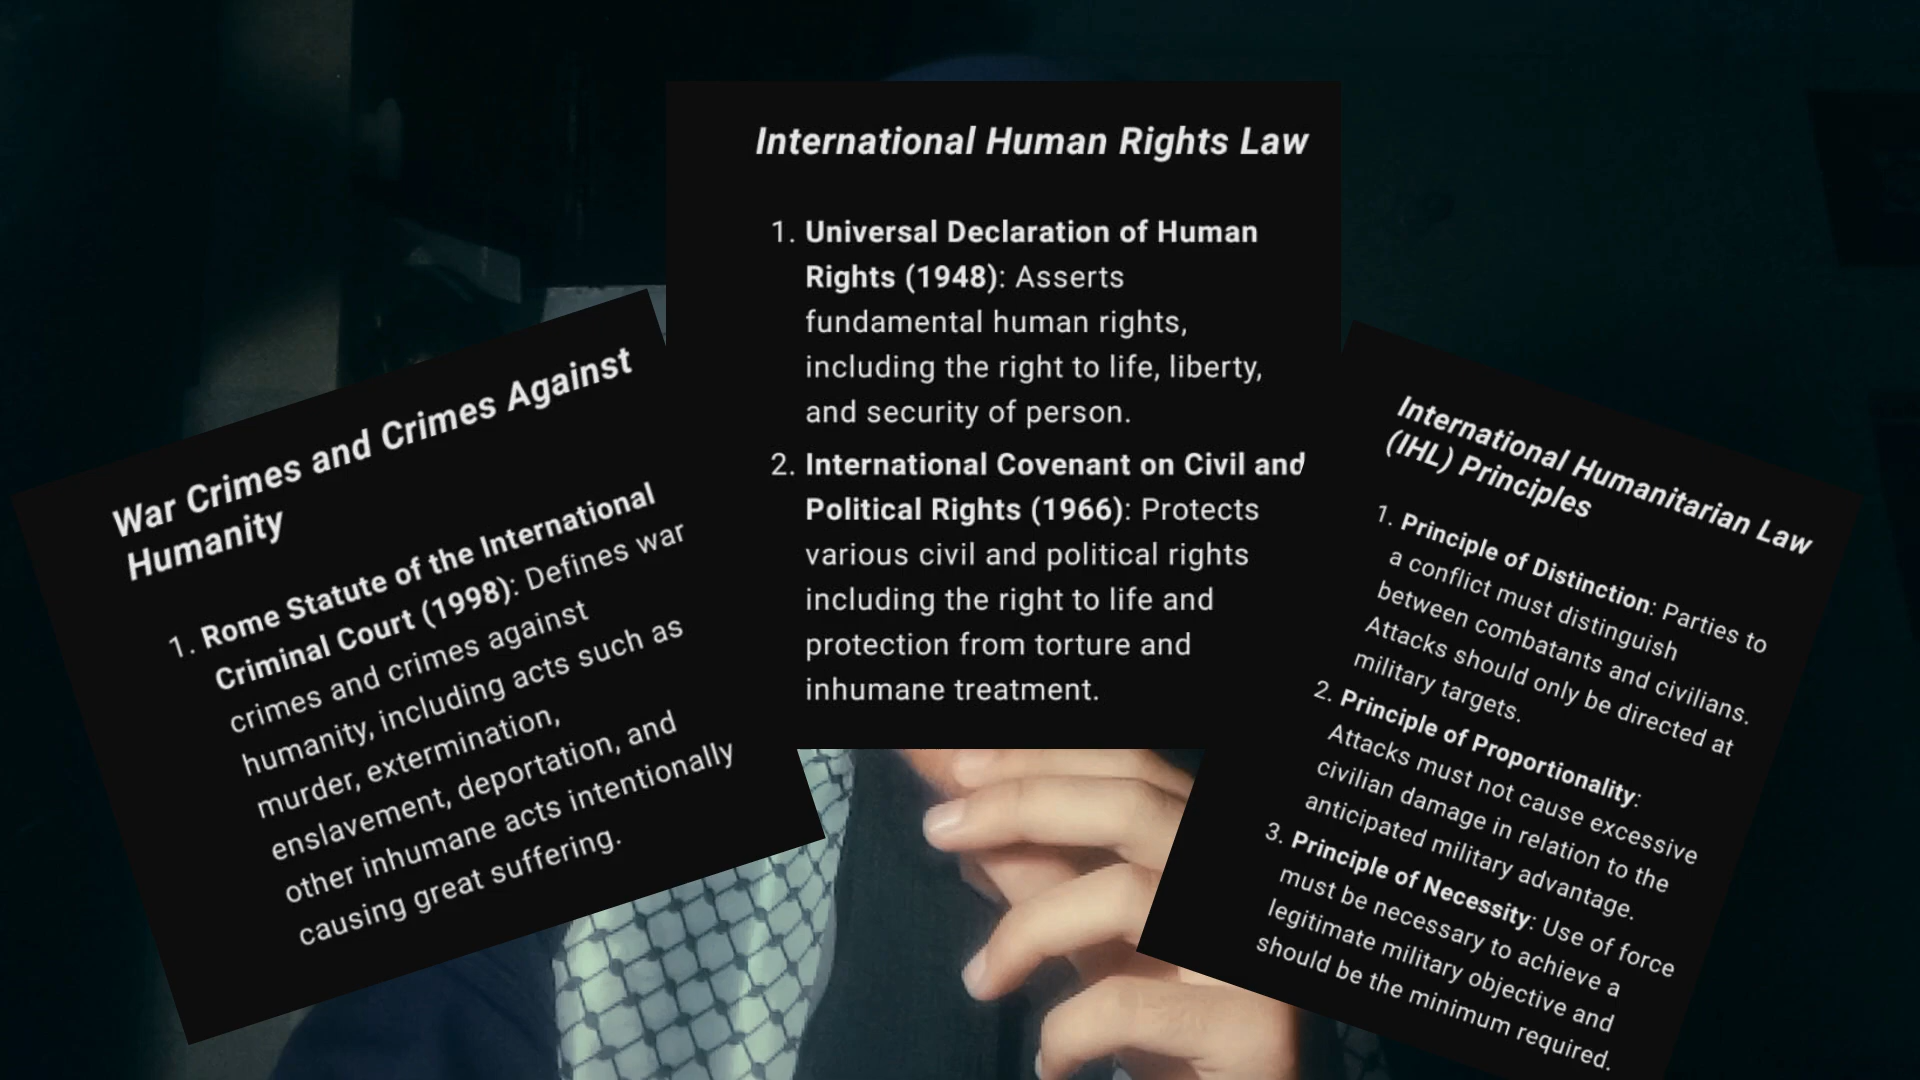 War Crimes and Crimes Against
Humanity
1. Rome Statute of the International
Criminal Court (1998): Defines war
crimes and crimes against
humanity, including acts such as
murder, extermination,
enslavement, deportation, and
other inhumane acts intentionally
causing great suffering.
International Human Rights Law
1. Universal Declaration of Human
Rights (1948): Asserts
fundamental human rights,
including the right to life, liberty,
and security of person.
2. International Covenant on Civil and
Political Rights (1966): Protects
various civil and political rights
including the right to life and
protection from torture and
inhumane treatment.
International Humanitarian Law
(IHL) Principles
1. Principle of Distinction: Parties to
a conflict must distinguish
between combatants and civilians.
Attacks should only be directed at
military targets.
2. Principle of Proportionality:
Attacks must not cause excessive
civilian damage in relation to the
anticipated military advantage.
3. Principle of Necessity: Use of force
must be necessary to achieve a
legitimate military objective and
should be the minimum required.